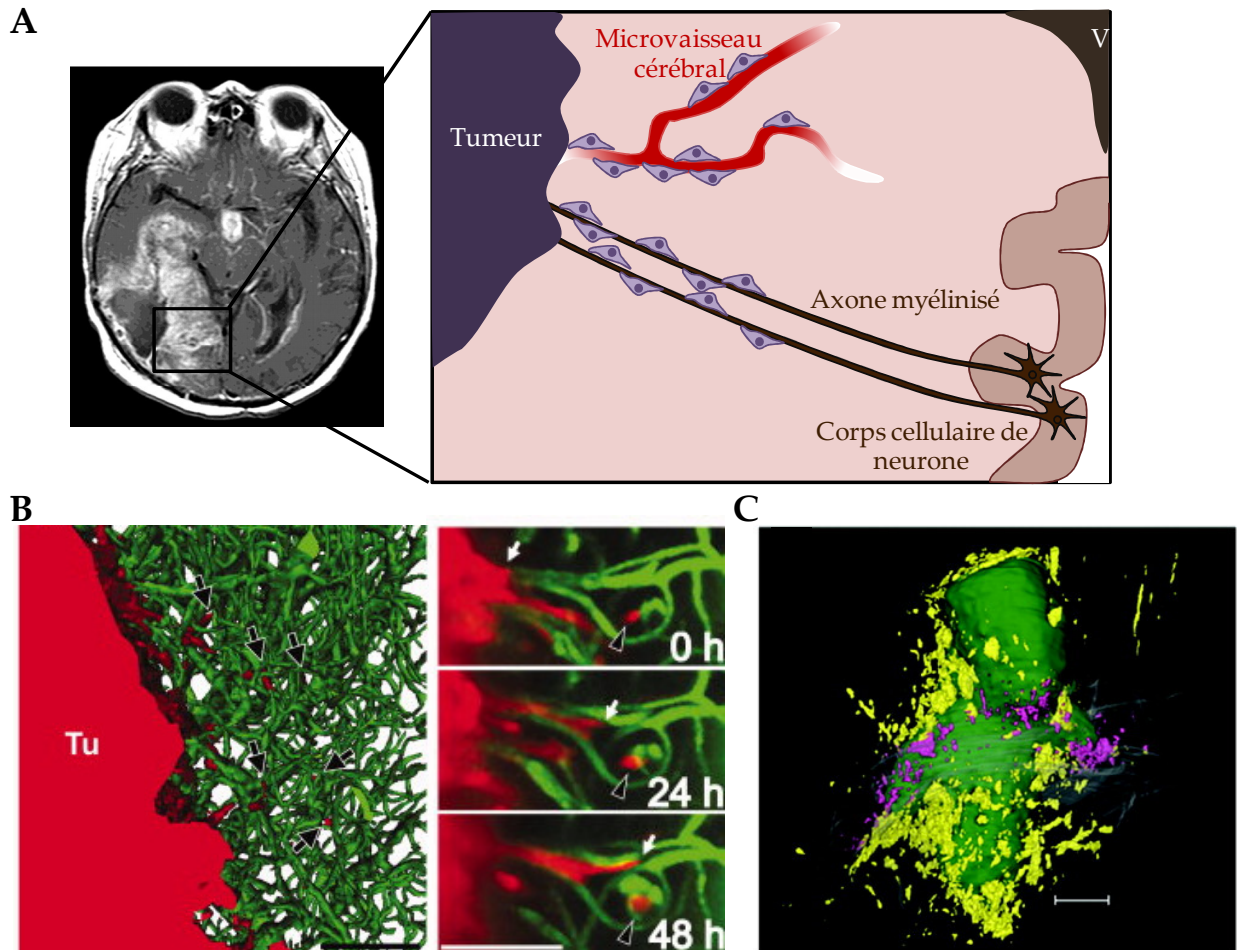 A
V
Microvaisseau
cérébral
Tumeur
Axone myélinisé
Corps cellulaire de
neurone
B
C
Tu
0 h
24 h
48 h